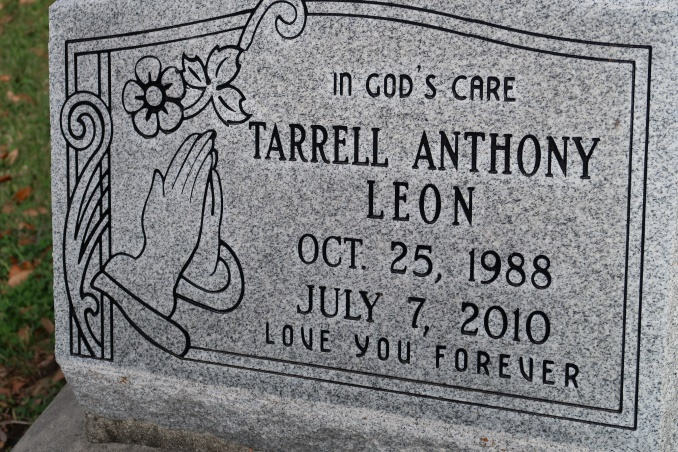 In GOD'S CARE
TARRELL ANTHONY
LEON
OCT. 25, 1988
JULY 7, 2010
LOVE YOU FOREVER